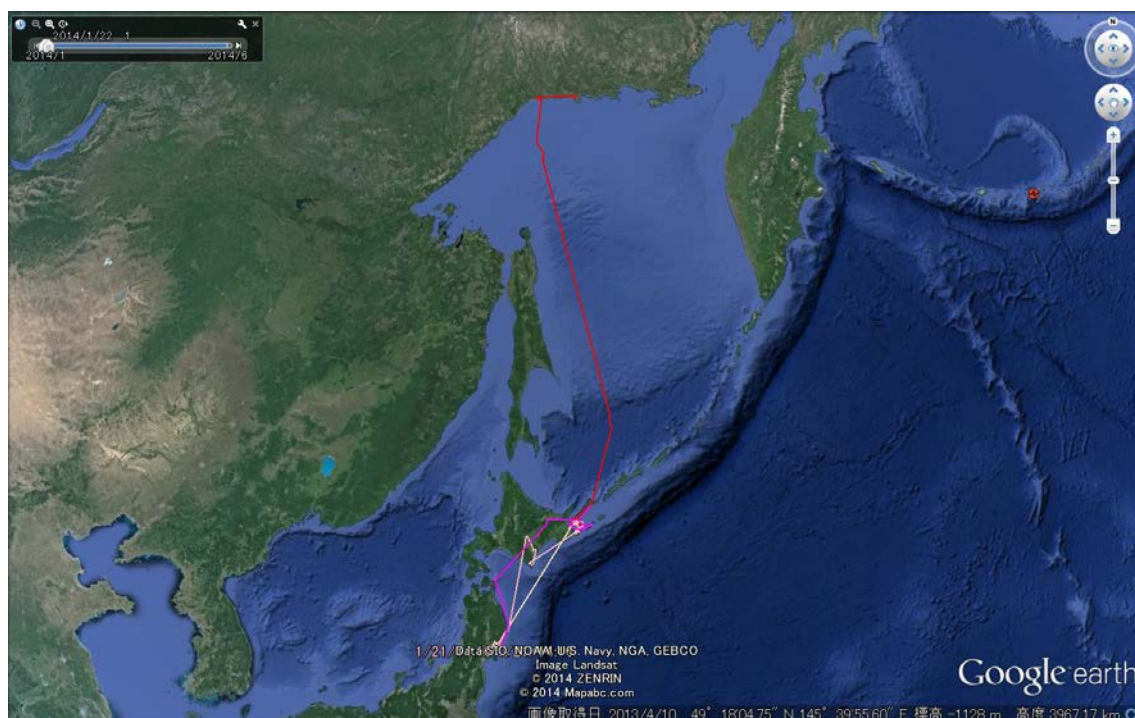 2014/1/22 1
2014/1
2014/6
N
Data SIO, NOAA, U.S. Navy, NGA, GEBCO
Image Landsat
© 2014 ZENRIN
© 2014 Mapabc.com
Google earth
画像取得日 2013/4/10 49° 18'04.75" N 145° 39'55.60" E 標高 -1128 m 高度 3967.17 km